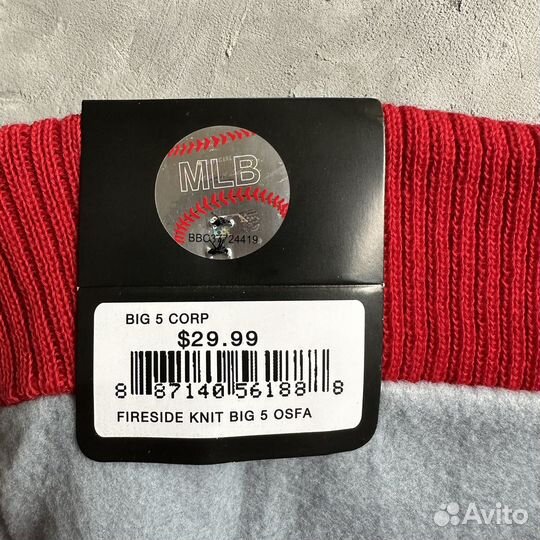 MLB
BIG 5 CORP
$29.99
8 87140 56188 8
FIRESIDE KNIT BIG 5 OSFA
Avito